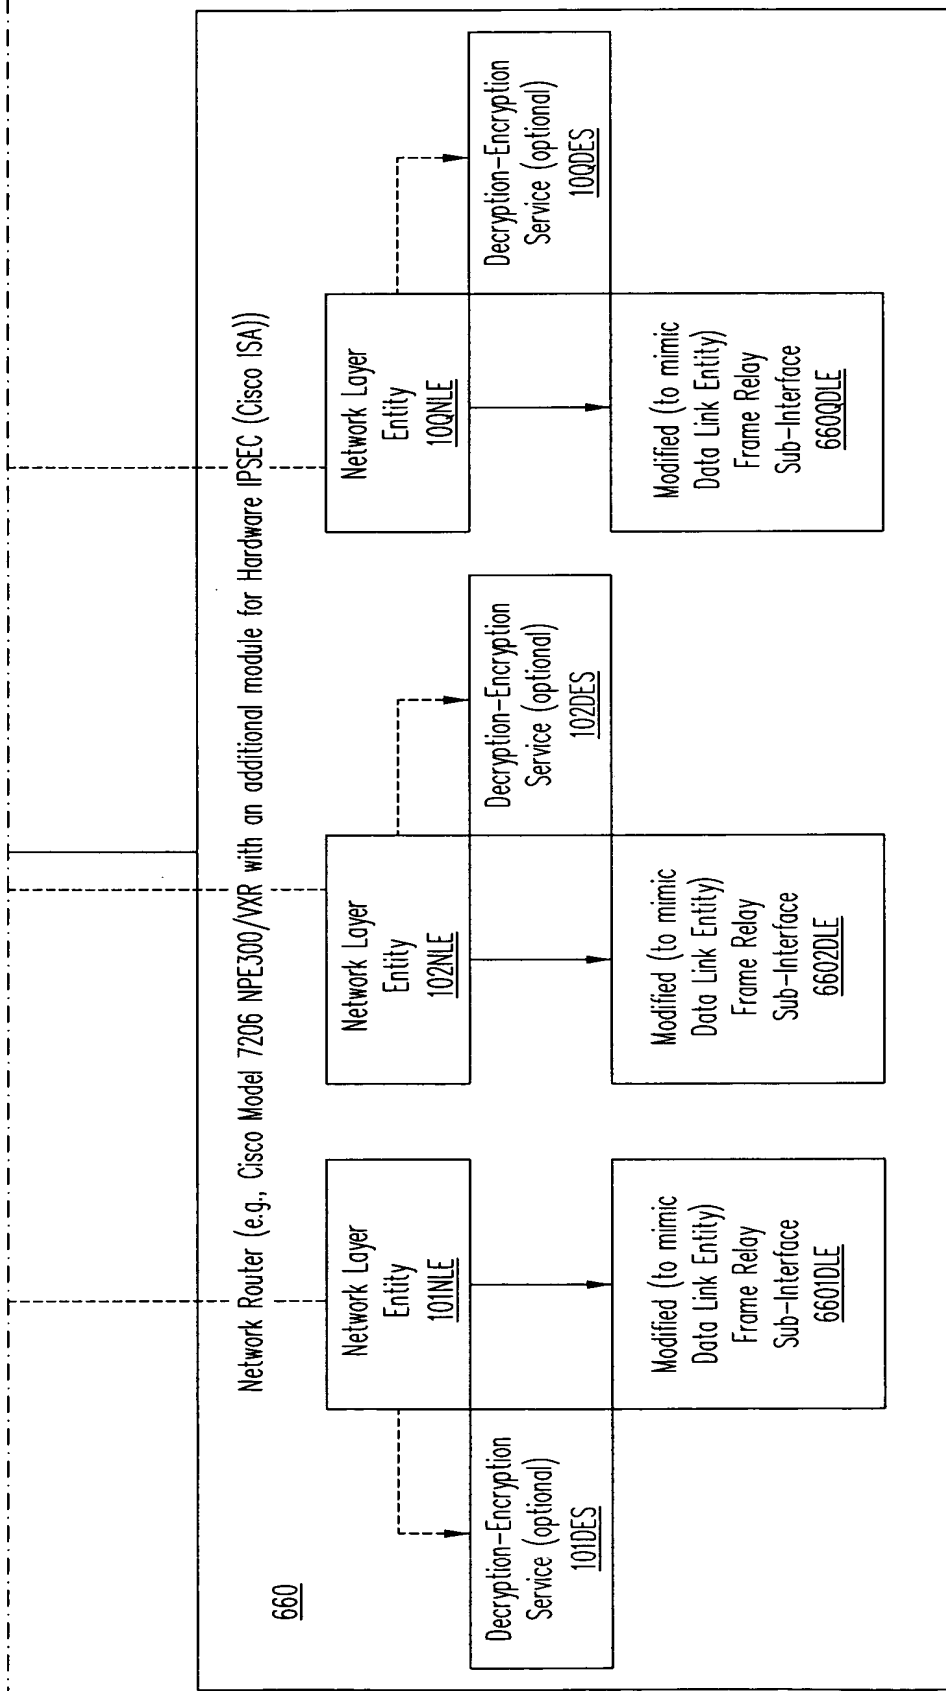 660
Network Router (e.g., Cisco Model 7206 NPE300/VXR with an additional module for Hardware IPSEC (Cisco ISA))
Network Layer
Entity
101NLE
Decryption-Encryption
Service (optional)
101DES
Modified (to mimic
Data Link Entity)
Frame Relay
Sub-Interface
6601DLE
Network Layer
Entity
102NLE
Decryption-Encryption
Service (optional)
102DES
Modified (to mimic
Data Link Entity)
Frame Relay
Sub-Interface
6602DLE
Network Layer
Entity
10QNLE
Decryption-Encryption
Service (optional)
10QDES
Modified (to mimic
Data Link Entity)
Frame Relay
Sub-Interface
660QDLE